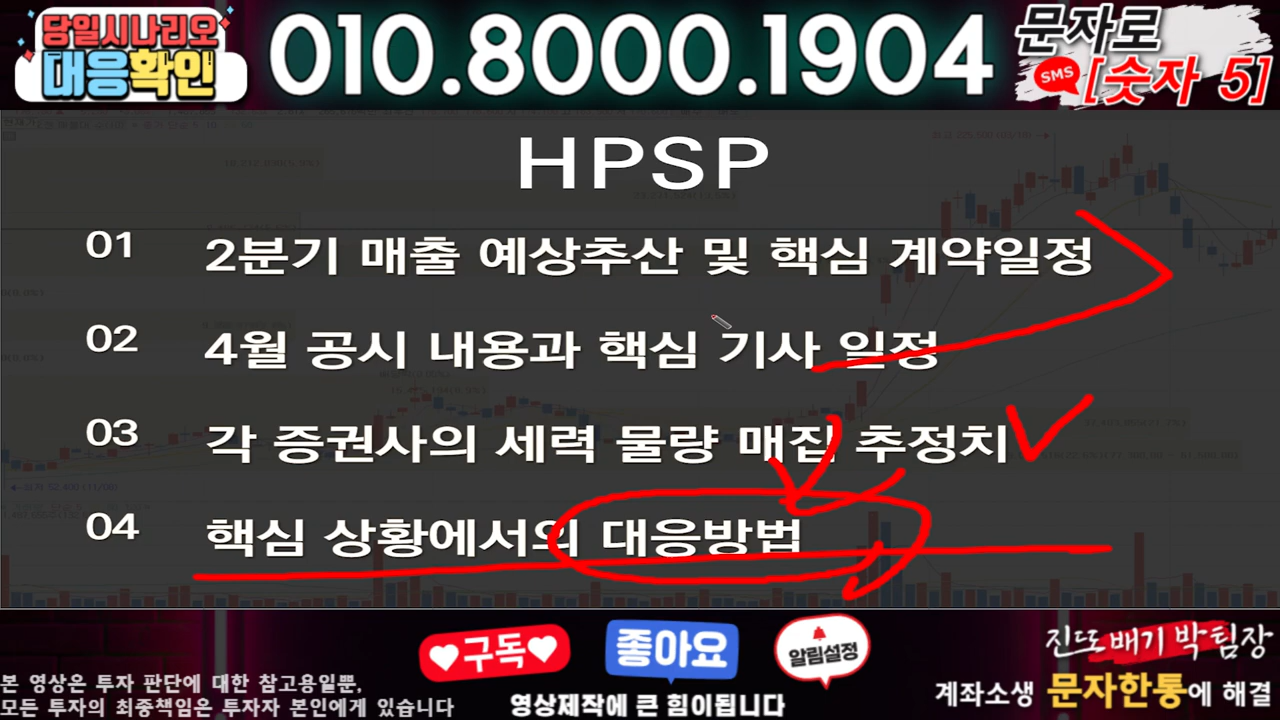 당일시나리오
대응확인
010.8000.1904
문자로
SMS [숫자 5]
HPSP
01 2분기 매출 예상추산 및 핵심 계약일정
02 4월 공시 내용과 핵심 기사 일정
03 각 증권사의 세력 물량 매집 추정치
04 핵심 상황에서의 대응방법
구독
좋아요
알림설정
진또배기 박팀장
본 영상은 투자 판단에 대한 참고용일뿐,
모든 투자의 최종책임은 투자자 본인에게 있습니다
영상제작에 큰 힘이됩니다
계좌소생 문자한통에 해결